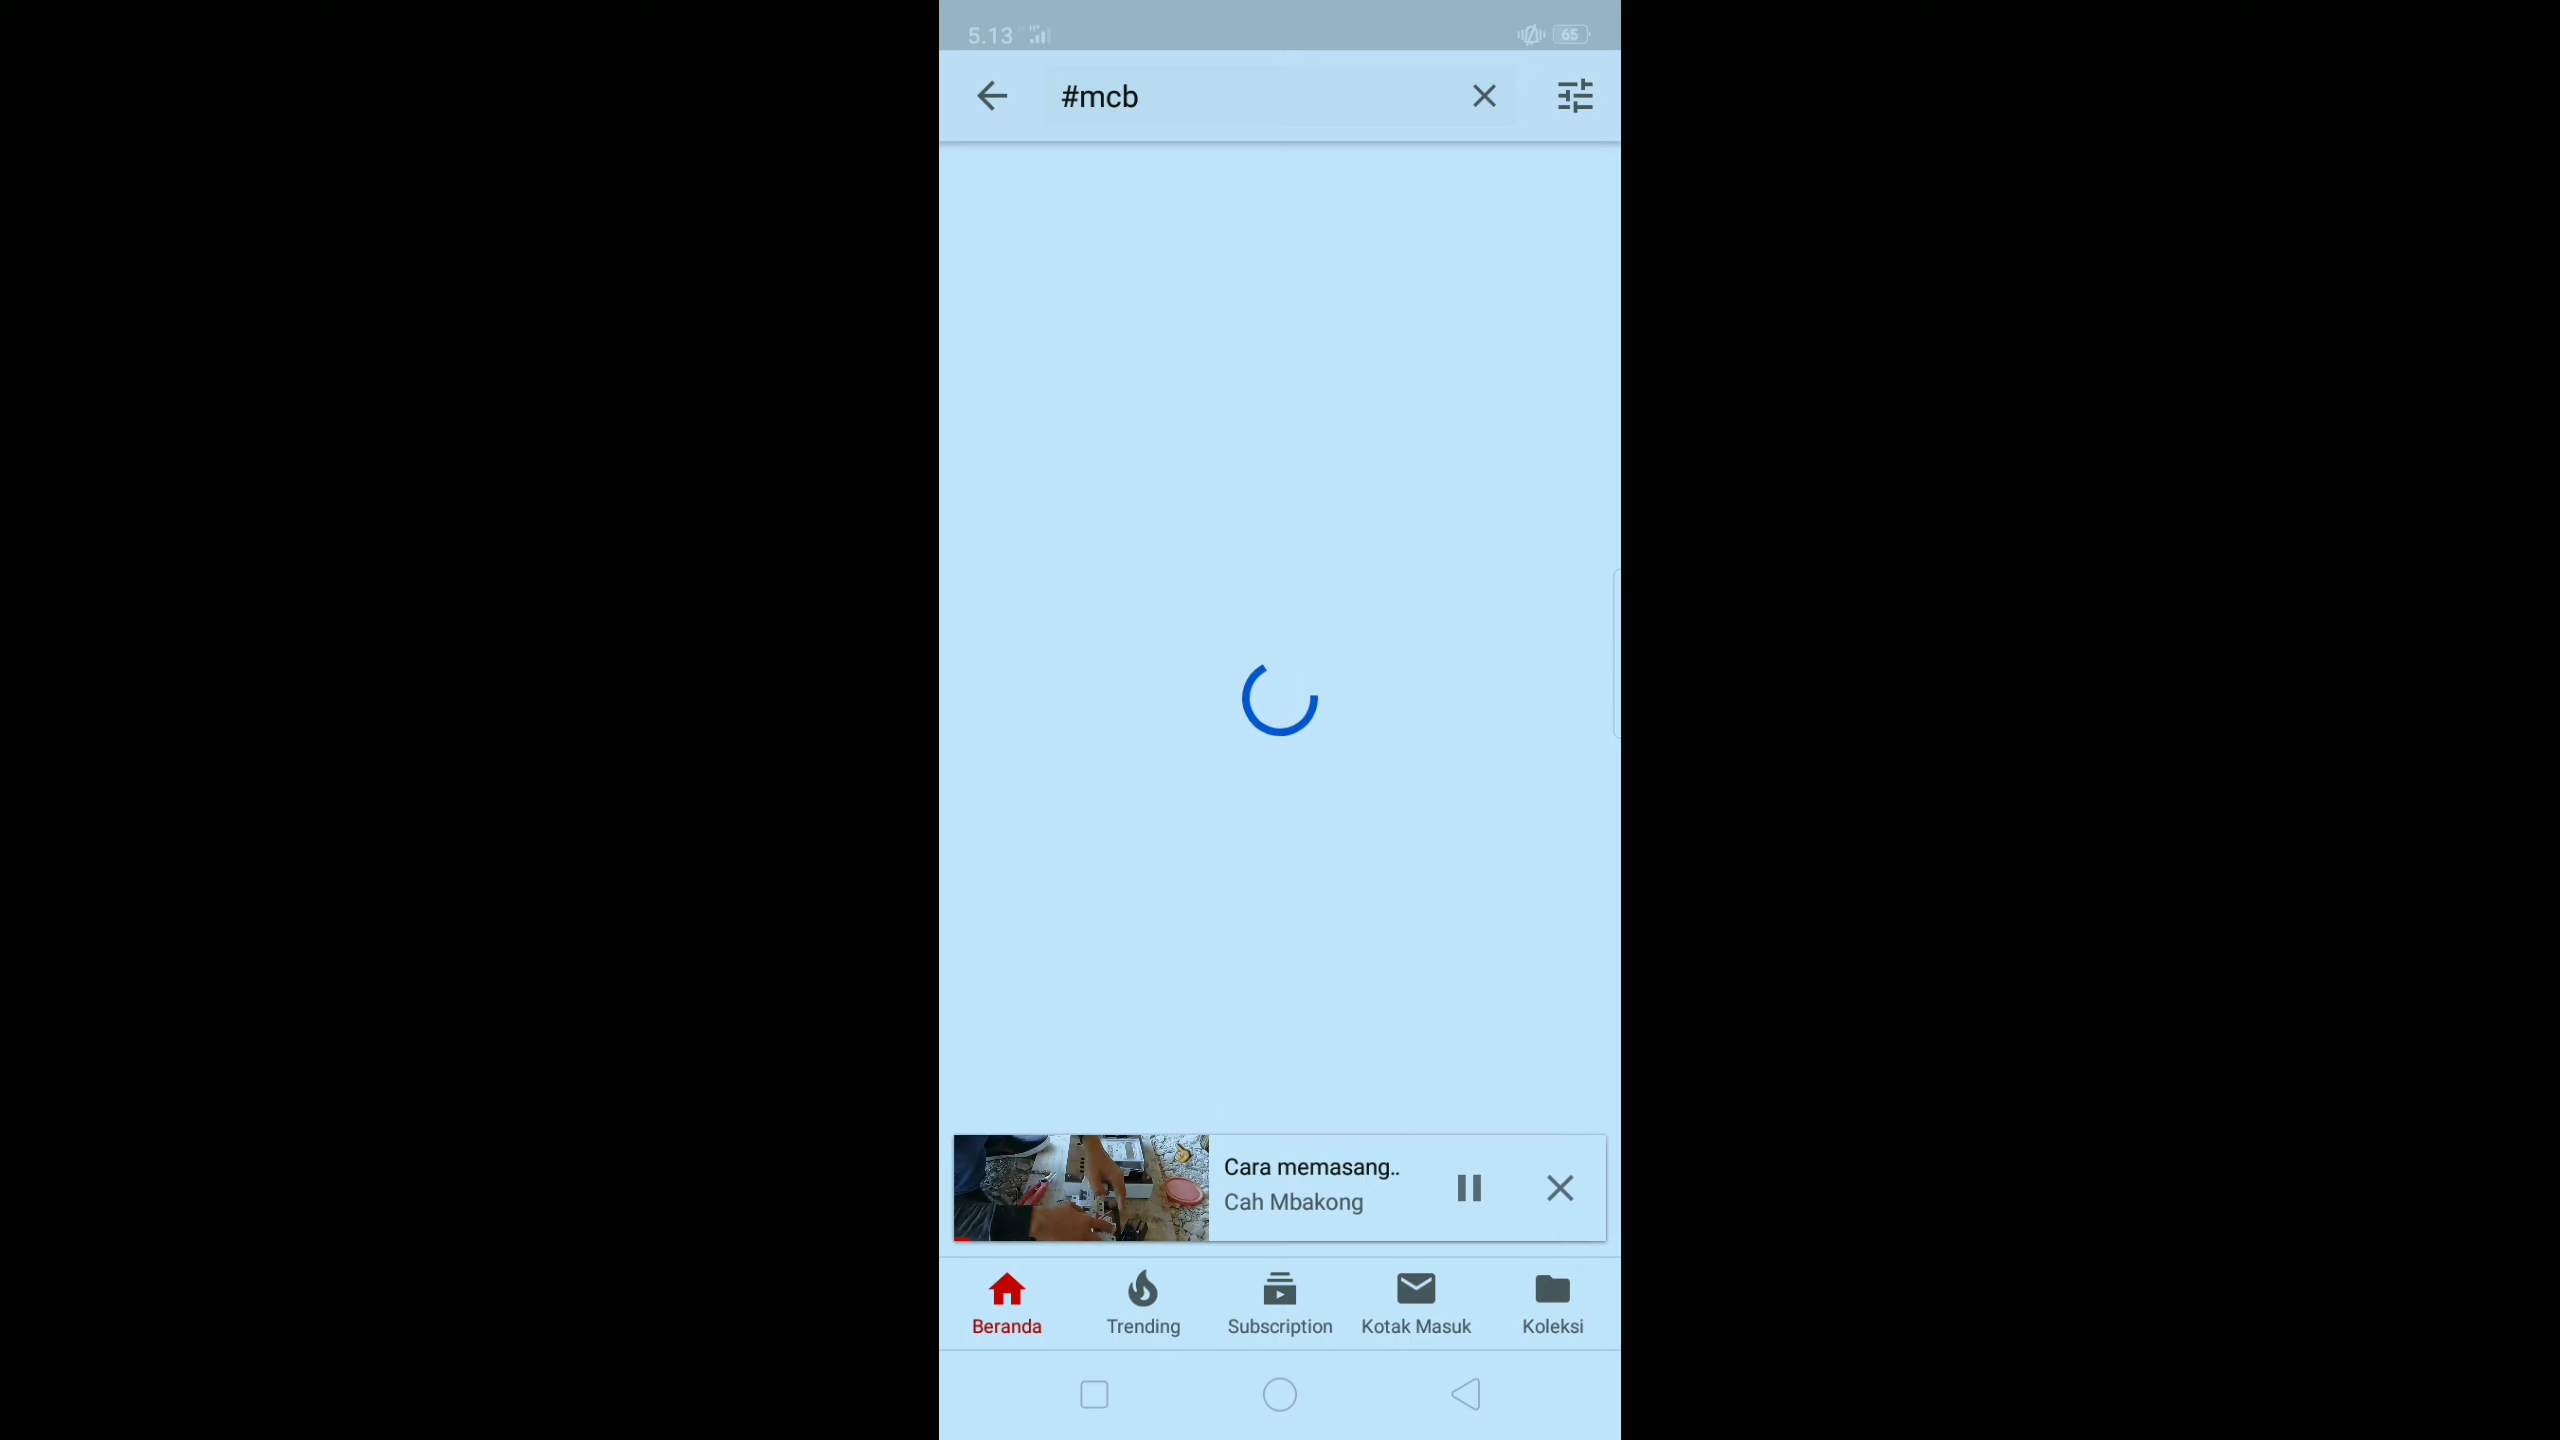 5.13
65
#mcb
Cara memasang..
Cah Mbakong
Beranda
Trending
Subscription
Kotak Masuk
Koleksi